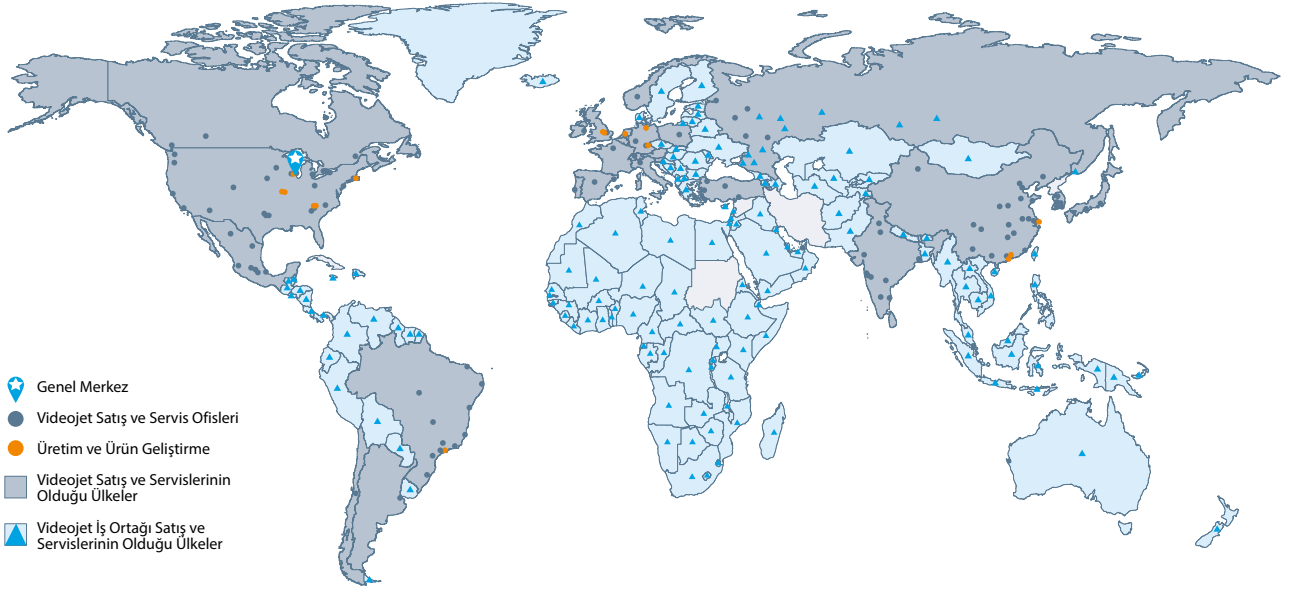 Genel Merkez
Videojet Satış ve Servis Ofisleri
Üretim ve Ürün Geliştirme
Videojet Satış ve Servislerinin
Olduğu Ülkeler
Videojet İş Ortağı Satış ve
Servislerinin Olduğu Ülkeler